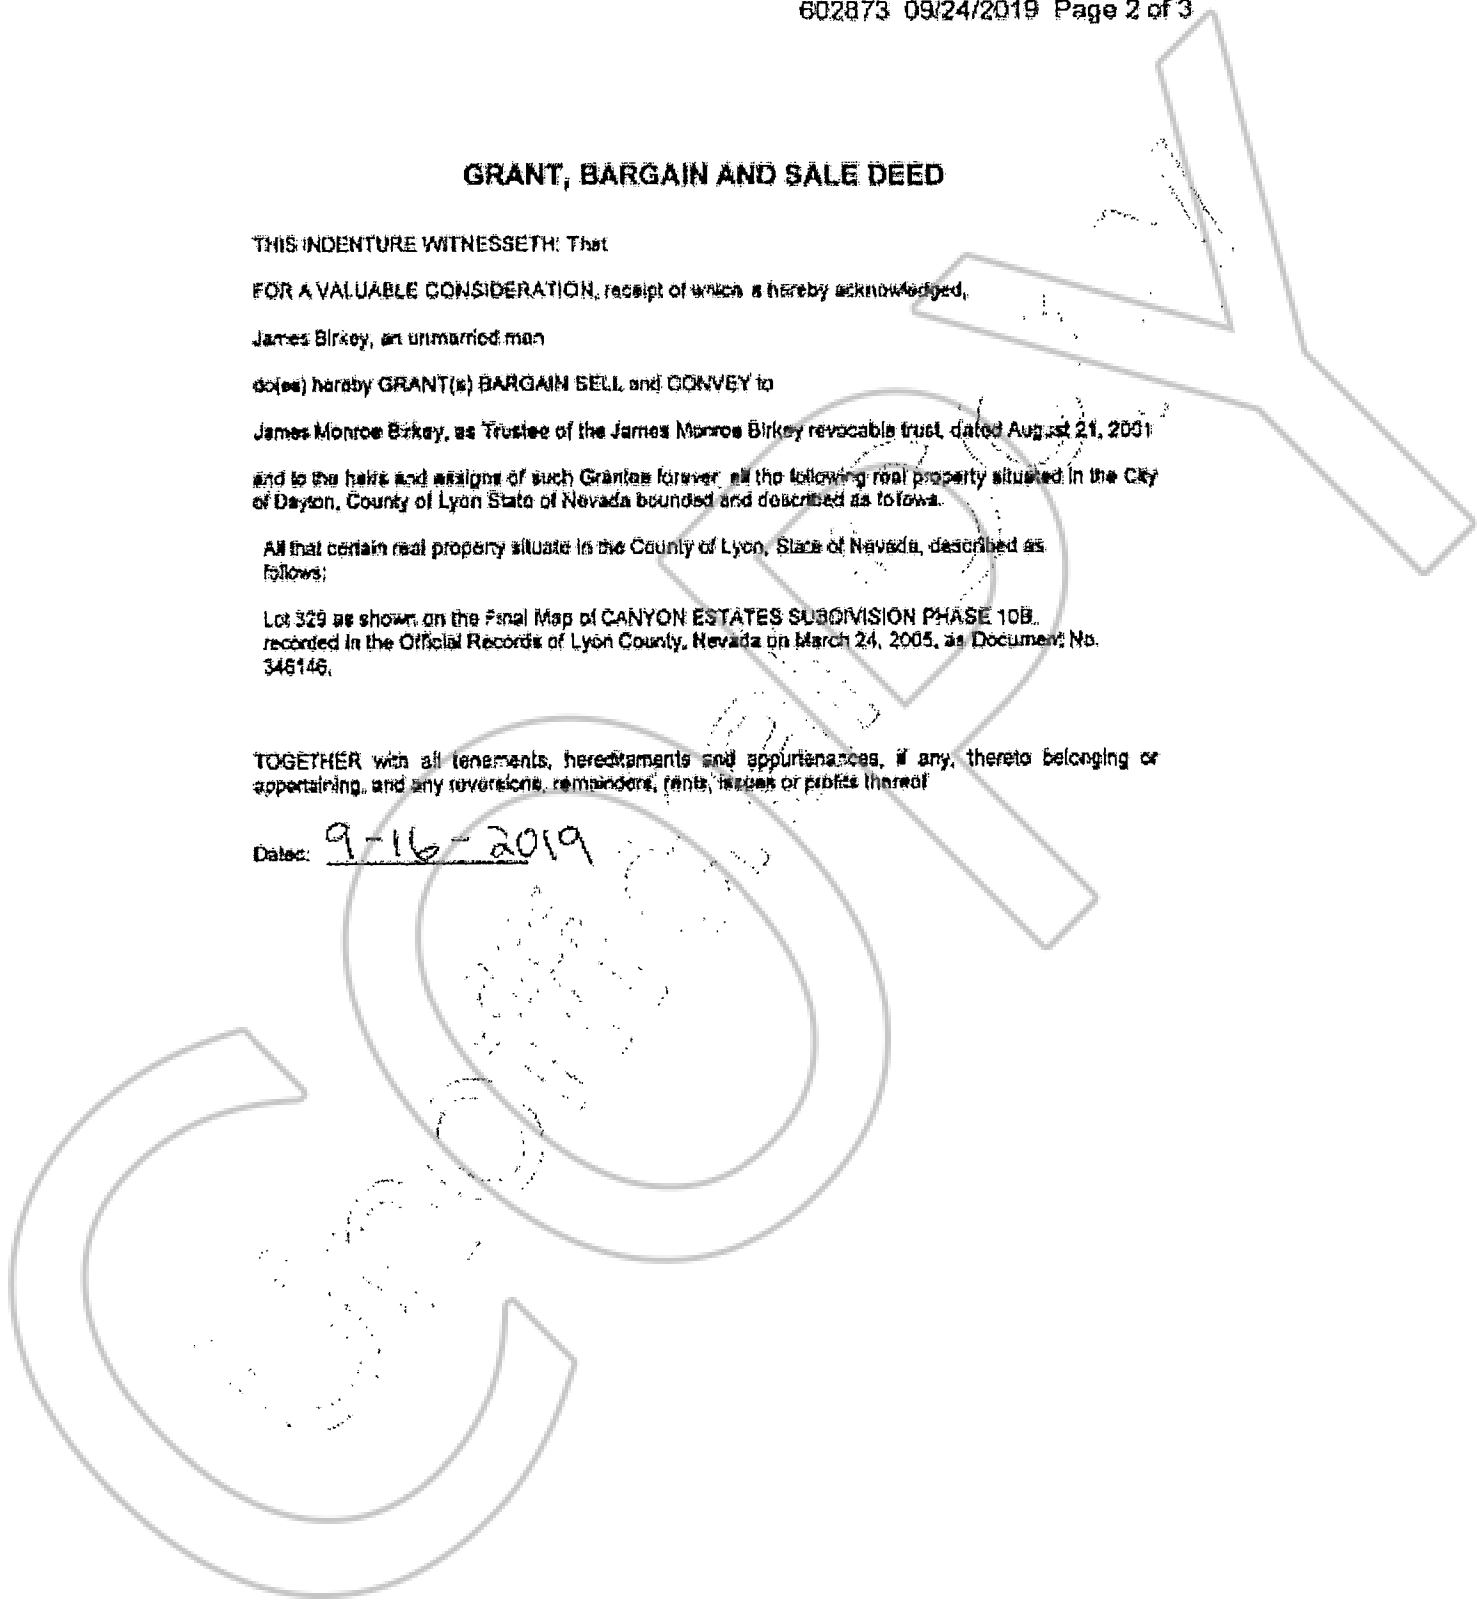 602873 09/24/2019 Page 2 of 3
GRANT, BARGAIN AND SALE DEED
THIS INDENTURE WITNESSETH: That
FOR A VALUABLE CONSIDERATION, receipt of which is hereby acknowledged,
James Birkey, an unmarried man
do(es) hereby GRANT(s) BARGAIN SELL and CONVEY to
James Monroe Birkey, as Trustee of the James Monroe Birkey revocable trust, dated August 21, 2001
and to the heirs and assigns of such Grantee forever, all the following real property situated in the City
of Dayton, County of Lyon State of Nevada bounded and described as follows.
All that certain real property situate in the County of Lyon, State of Nevada, described as
follows:
Lot 329 as shown on the Final Map of CANYON ESTATES SUBDIVISION PHASE 10B,
recorded in the Official Records of Lyon County, Nevada on March 24, 2005, as Document No.
346146.
TOGETHER with all tenements, hereditaments and appurtenances, if any, thereto belonging or
appertaining, and any reversions, remainders, rents, issues or profits thereof
Dated: 9-16-2019
COPY